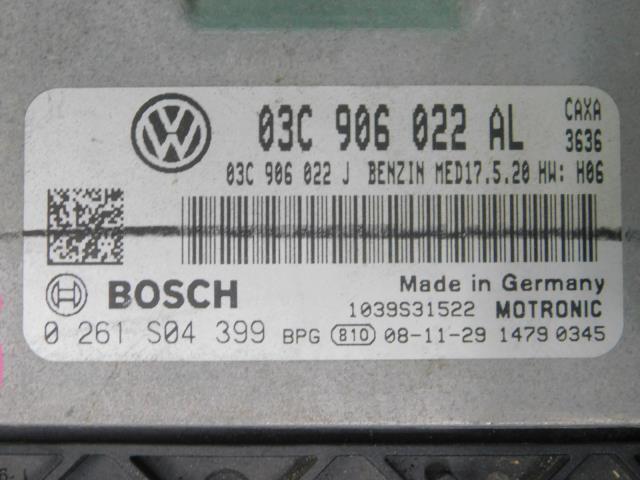 03C 906 022 AL CAXA
3636
03C 906 022 J BENZIN MED17.5.20 HW: H06
BOSCH Made in Germany
1039S31522 MOTRONIC
0 261 S04 399 BPG 810 08-11-29 1479 0345